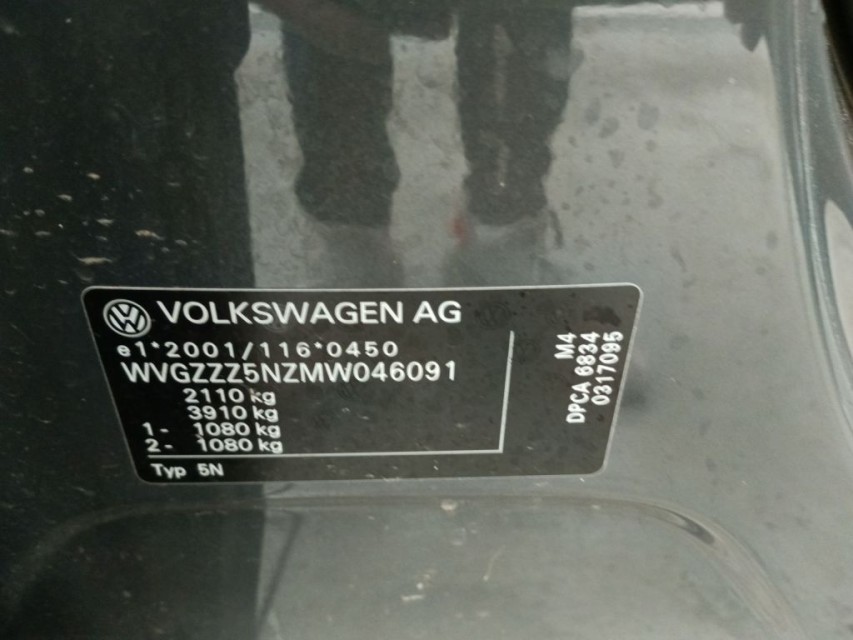 VOLKSWAGEN AG
e1*2001/116*0450
WVGZZZ5NZMW046091
2110 kg
3910 kg
1- 1080 kg
2- 1080 kg
Typ 5N
M4
DPCA 6834
0317095